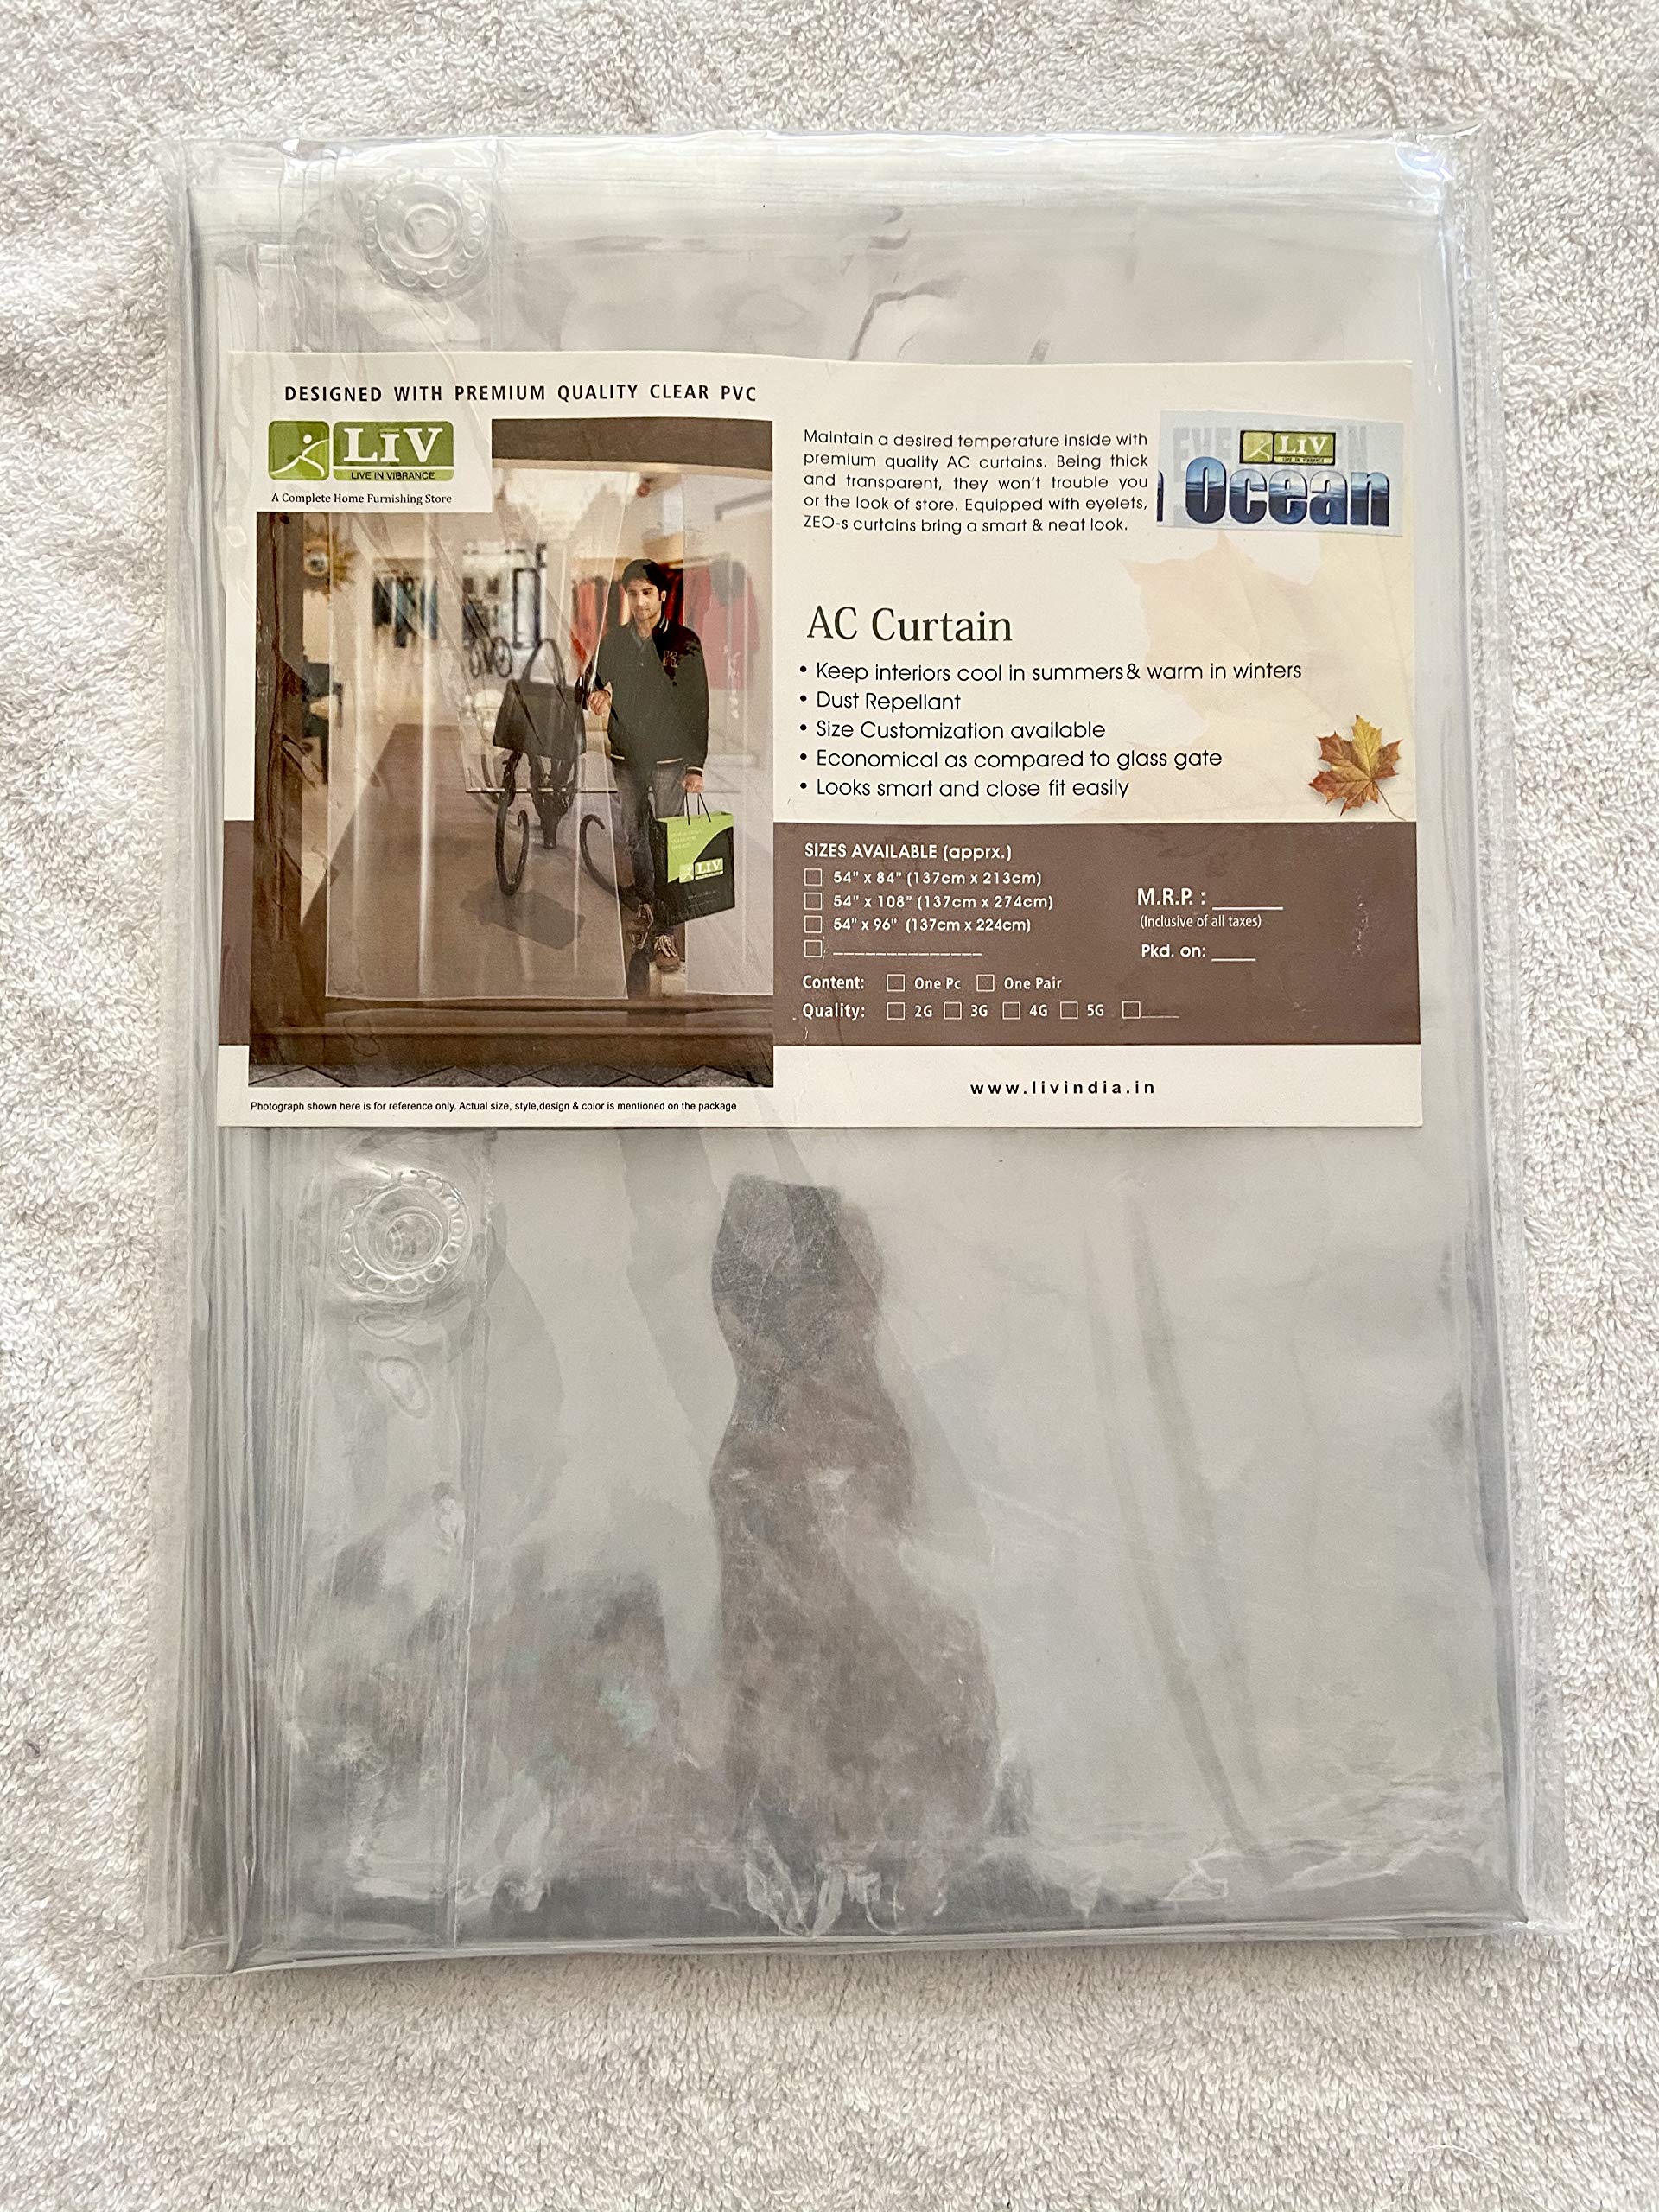 DESIGNED WITH PREMIUM QUALITY CLEAR PVC
LiV
LIVE IN VIBRANCE
A Complete Home Furnishing Store
Maintain a desired temperature inside with
premium quality AC curtains. Being thick
and transparent, they won't trouble you
or the look of store. Equipped with eyelets,
ZEO-s curtains bring a smart & neat look.
LIV
Ocean
AC Curtain
• Keep interiors cool in summers & warm in winters
• Dust Repellant
• Size Customization available
• Economical as compared to glass gate
• Looks smart and close fit easily
SIZES AVAILABLE (apprx.)
54" x 84" (137cm x 213cm)
54" x 108" (137cm x 274cm)
54" x 96" (137cm x 224cm)
M.R.P. : ______
(Inclusive of all taxes)
Pkd. on: ____
Content: One Pc One Pair
Quality: 2G 3G 4G 5G
LIV
www.livindia.in
Photograph shown here is for reference only. Actual size, style,design & color is mentioned on the package